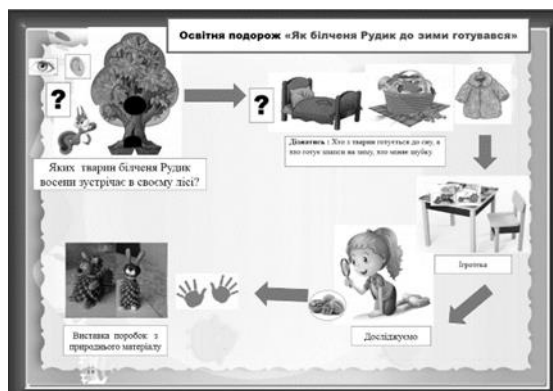 Освітня подорож «Як білченя Рудик до зими готувався»
?
?
Яких тварин білченя Рудик
восени зустрічає в своєму лісі?
Дізнатись : Хто з тварин готується до сну, а
хто готує запаси на зиму, хто міняє шубку.
Ігротека
Досліджуємо
Виставка поробок з
природнього матеріалу